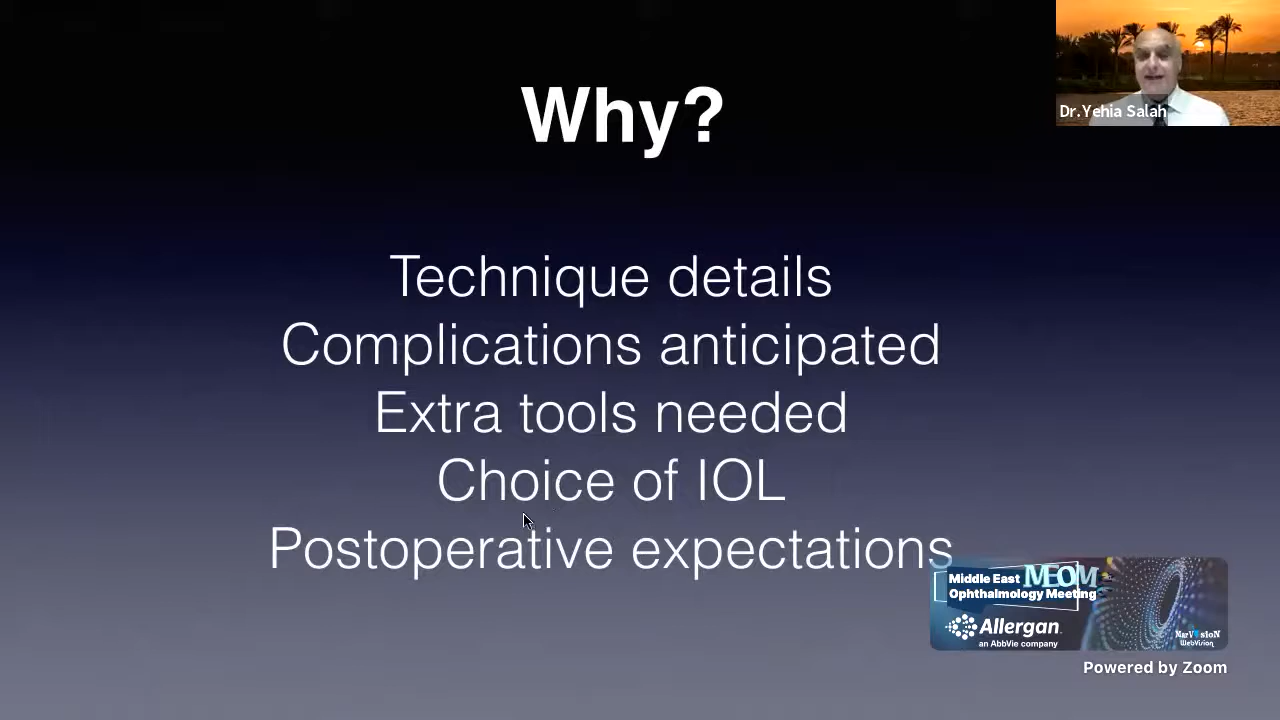 Why?
Dr.Yehia Salah
Technique details
Complications anticipated
Extra tools needed
Choice of IOL
Postoperative expectations
Middle East MEOM
Ophthalmology Meeting
Allergan
an AbbVie company
MarVision
WebVision
Powered by Zoom